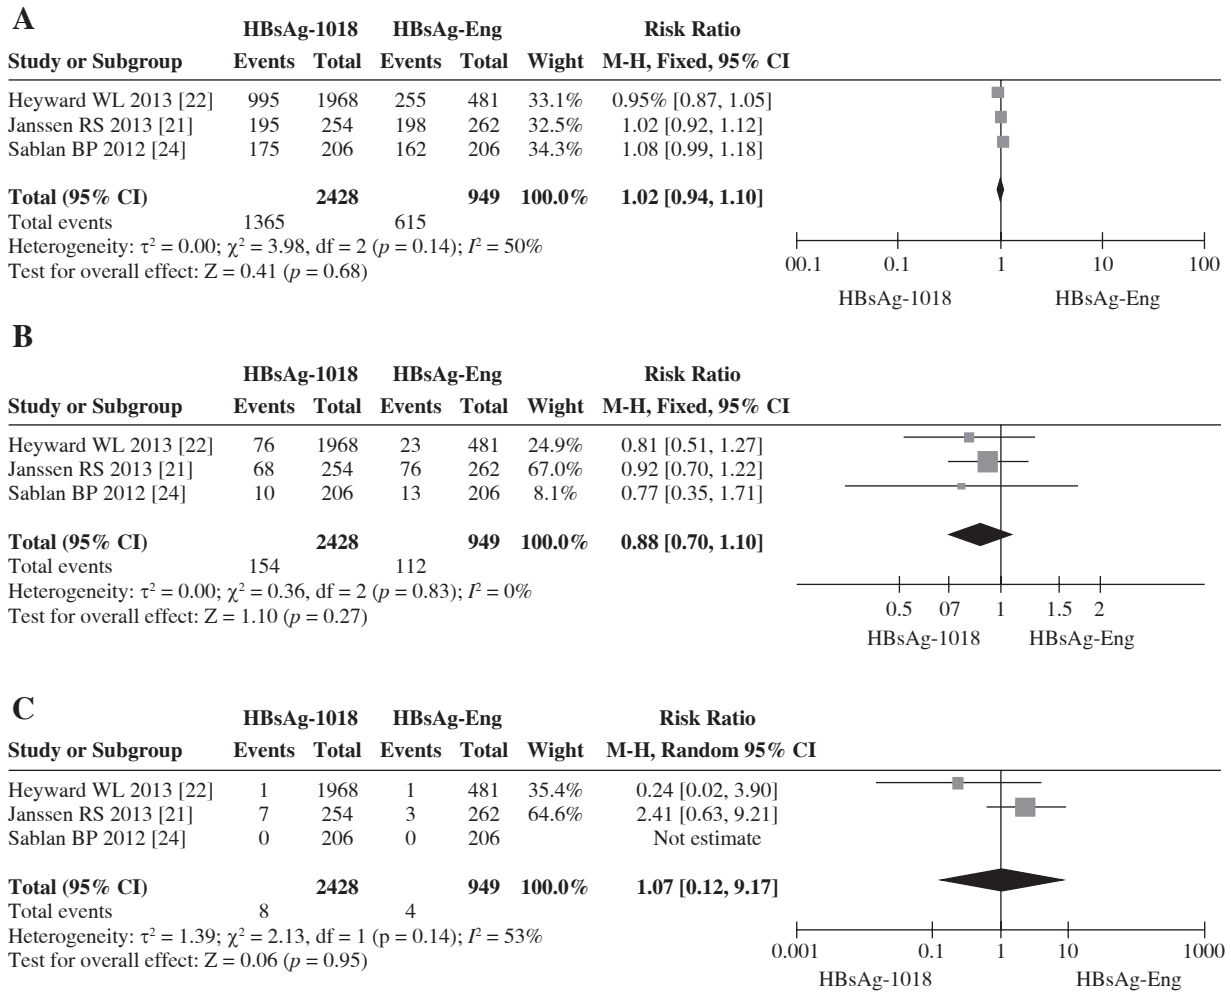 A
HBsAg-1018 HBsAg-Eng Risk Ratio
Study or Subgroup Events Total Events Total Wight M-H, Fixed, 95% CI
Heyward WL 2013 [22] 995 1968 255 481 33.1% 0.95% [0.87, 1.05]
Janssen RS 2013 [21] 195 254 198 262 32.5% 1.02 [0.92, 1.12]
Sablan BP 2012 [24] 175 206 162 206 34.3% 1.08 [0.99, 1.18]
Total (95% CI) 2428 949 100.0% 1.02 [0.94, 1.10]
Total events 1365 615
Heterogeneity: τ² = 0.00; χ² = 3.98, df = 2 (p = 0.14); I² = 50%
Test for overall effect: Z = 0.41 (p = 0.68)
00.1 0.1 1 10 100
HBsAg-1018 HBsAg-Eng
B
HBsAg-1018 HBsAg-Eng Risk Ratio
Study or Subgroup Events Total Events Total Wight M-H, Fixed, 95% CI
Heyward WL 2013 [22] 76 1968 23 481 24.9% 0.81 [0.51, 1.27]
Janssen RS 2013 [21] 68 254 76 262 67.0% 0.92 [0.70, 1.22]
Sablan BP 2012 [24] 10 206 13 206 8.1% 0.77 [0.35, 1.71]
Total (95% CI) 2428 949 100.0% 0.88 [0.70, 1.10]
Total events 154 112
Heterogeneity: τ² = 0.00; χ² = 0.36, df = 2 (p = 0.83); I² = 0%
Test for overall effect: Z = 1.10 (p = 0.27)
0.5 07 1 1.5 2
HBsAg-1018 HBsAg-Eng
C
HBsAg-1018 HBsAg-Eng Risk Ratio
Study or Subgroup Events Total Events Total Wight M-H, Random 95% CI
Heyward WL 2013 [22] 1 1968 1 481 35.4% 0.24 [0.02, 3.90]
Janssen RS 2013 [21] 7 254 3 262 64.6% 2.41 [0.63, 9.21]
Sablan BP 2012 [24] 0 206 0 206 Not estimate
Total (95% CI) 2428 949 100.0% 1.07 [0.12, 9.17]
Total events 8 4
Heterogeneity: τ² = 1.39; χ² = 2.13, df = 1 (p = 0.14); I² = 53%
Test for overall effect: Z = 0.06 (p = 0.95)
0.001 0.1 1 10 1000
HBsAg-1018 HBsAg-Eng